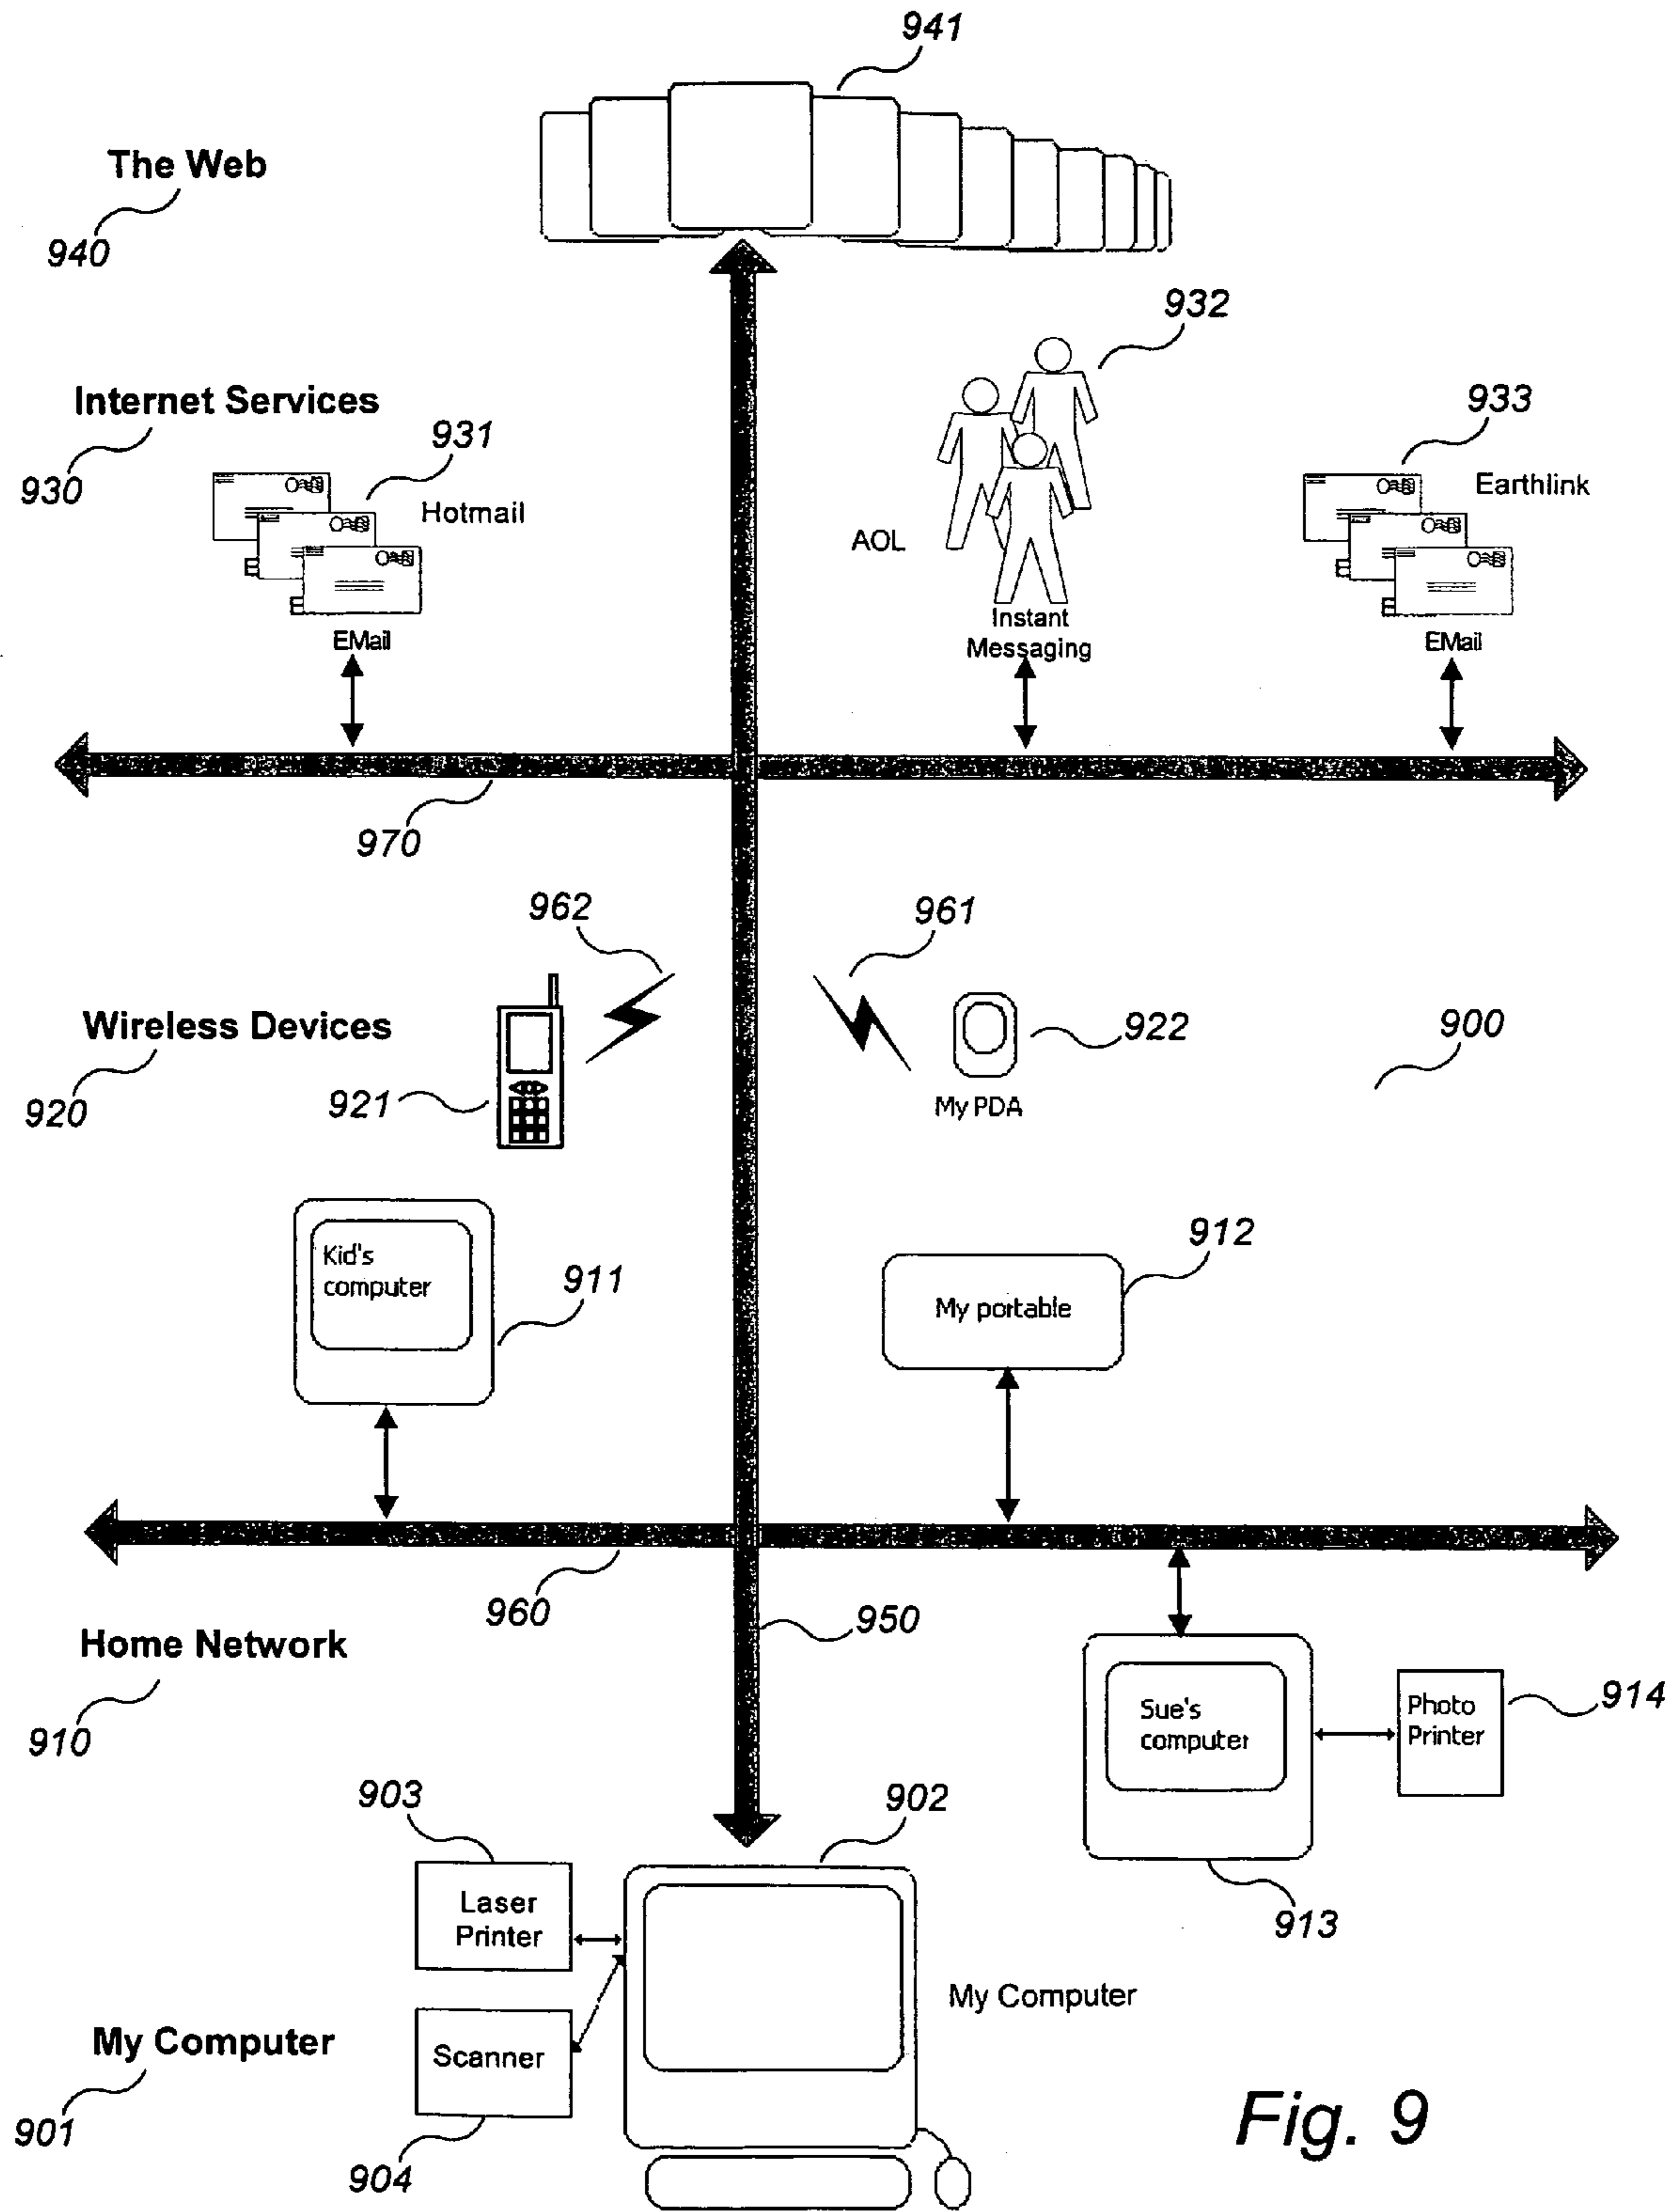 941
The Web
940
932
Internet Services
930
931
Hotmail
933
Earthlink
AOL
EMail
Instant
Messaging
EMail
970
962
961
Wireless Devices
920
921
922
My PDA
900
Kid's
computer
911
912
My portable
960
950
Home Network
910
Sue's
computer
Photo
Printer
914
913
903
902
Laser
Printer
My Computer
Scanner
My Computer
901
904
Fig. 9